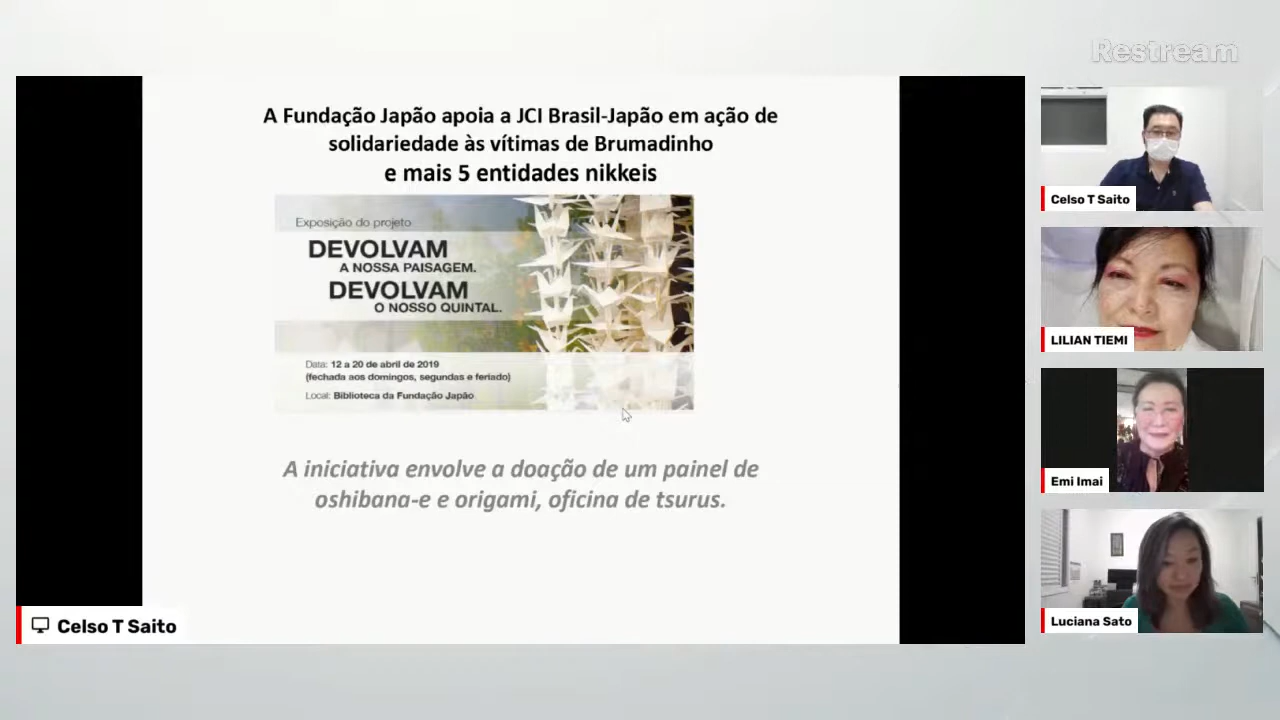 Restream
A Fundação Japão apoia a JCI Brasil-Japão em ação de
solidariedade às vítimas de Brumadinho
e mais 5 entidades nikkeis
Exposição do projeto
DEVOLVAM
A NOSSA PAISAGEM.
DEVOLVAM
O NOSSO QUINTAL.
Data: 12 a 20 de abril de 2019
(fechada aos domingos, segundas e feriado)
Local: Biblioteca da Fundação Japão
A iniciativa envolve a doação de um painel de
oshibana-e e origami, oficina de tsurus.
Celso T Saito
Celso T Saito
LILIAN TIEMI
Emi Imai
Luciana Sato